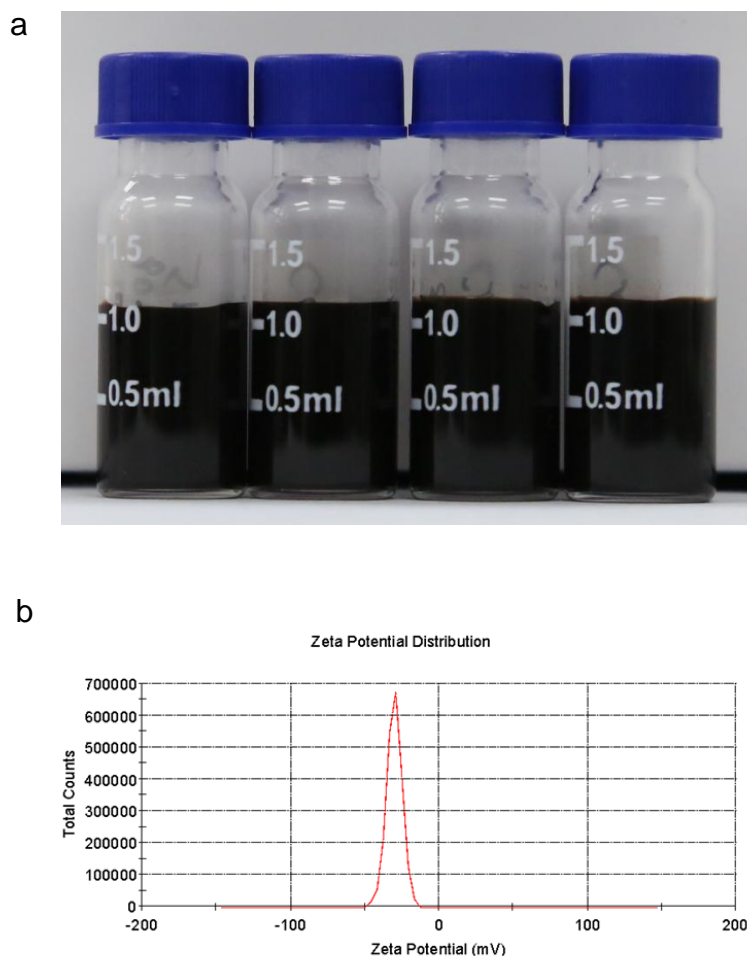 a
1.5 1.5 1.5 1.5
1.0 1.0 1.0 1.0
0.5ml 0.5ml 0.5ml 0.5ml
b
Zeta Potential Distribution
700000
600000
500000
400000
300000
200000
100000
0
Total Counts
-200 -100 0 100 200
Zeta Potential (mV)